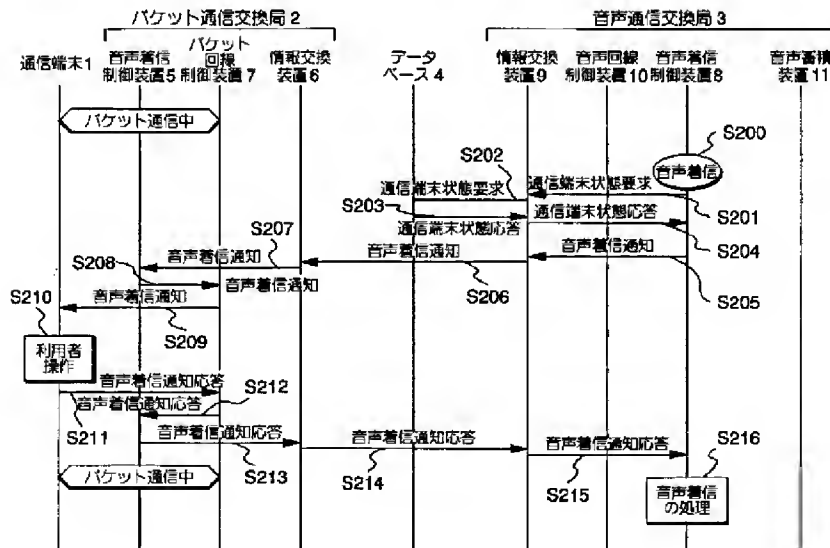 パケット通信交換局2
音声通信交換局3
通信端末1
音声着信
制御装置5
パケット
回線
制御装置7
情報交換
装置6
データ
ベース4
情報交換
装置9
音声回線
制御装置10
音声着信
制御装置8
音声蓄積
装置11
パケット通信中
S200
音声着信
S202
通信端末状態要求
通信端末状態要求
S201
S203
通信端末状態応答
通信端末状態応答
S204
S207
音声着信通知
音声着信通知
音声着信通知
S208
音声着信通知
S206
S205
S210
音声着信通知
S209
利用者
操作
音声着信通知応答
S212
音声着信通知応答
S211
音声着信通知応答
S213
音声着信通知応答
S214
音声着信通知応答
S215
S216
パケット通信中
音声着信
の処理